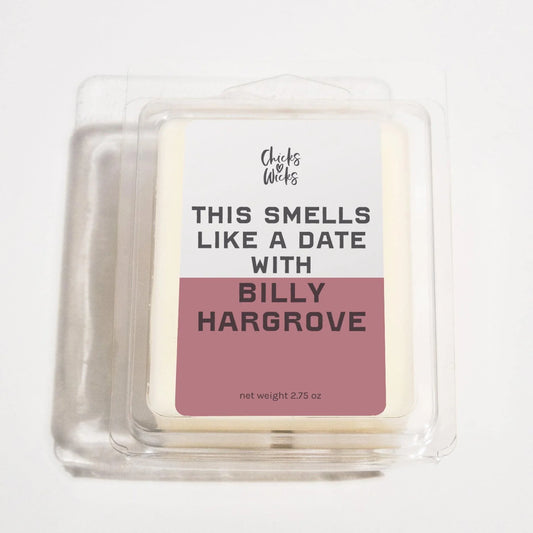 Chicks
Wicks
THIS SMELLS
LIKE A DATE
WITH
BILLY
HARGROVE
net weight 2.75 oz